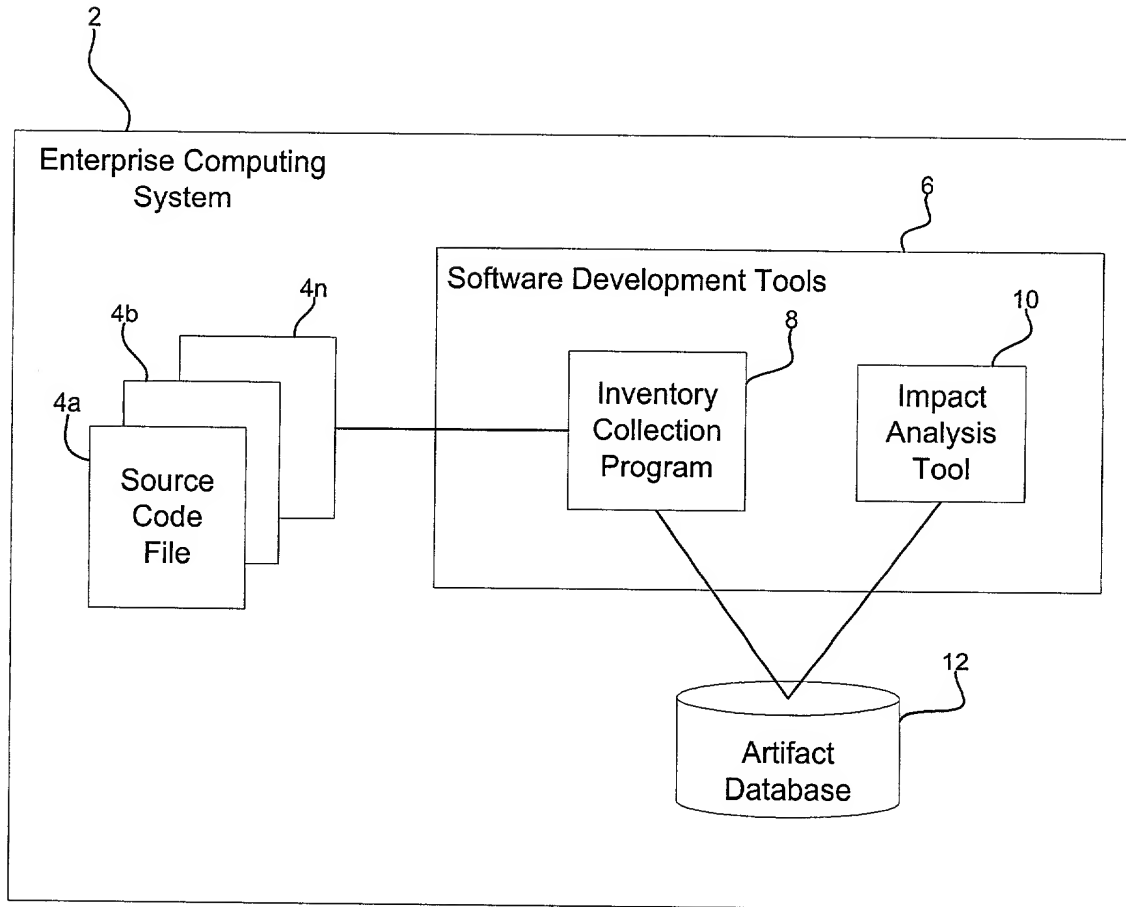 2
Enterprise Computing
System
6
Software Development Tools
4n
10
4b
8
4a
Inventory
Collection
Program
Impact
Analysis
Tool
Source
Code
File
12
Artifact
Database